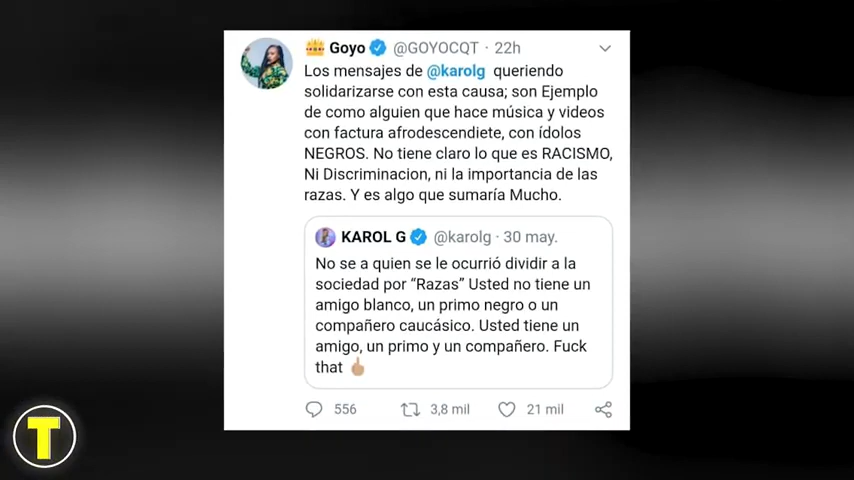 Goyo @GOYOCQT · 22h
Los mensajes de @karolg queriendo
solidarizarse con esta causa; son Ejemplo
de como alguien que hace música y videos
con factura afrodescendiete, con ídolos
NEGROS. No tiene claro lo que es RACISMO,
Ni Discriminacion, ni la importancia de las
razas. Y es algo que sumaría Mucho.
KAROL G @karolg · 30 may.
No se a quien se le ocurrió dividir a la
sociedad por “Razas” Usted no tiene un
amigo blanco, un primo negro o un
compañero caucásico. Usted tiene un
amigo, un primo y un compañero. Fuck
that
556 3,8 mil 21 mil
T